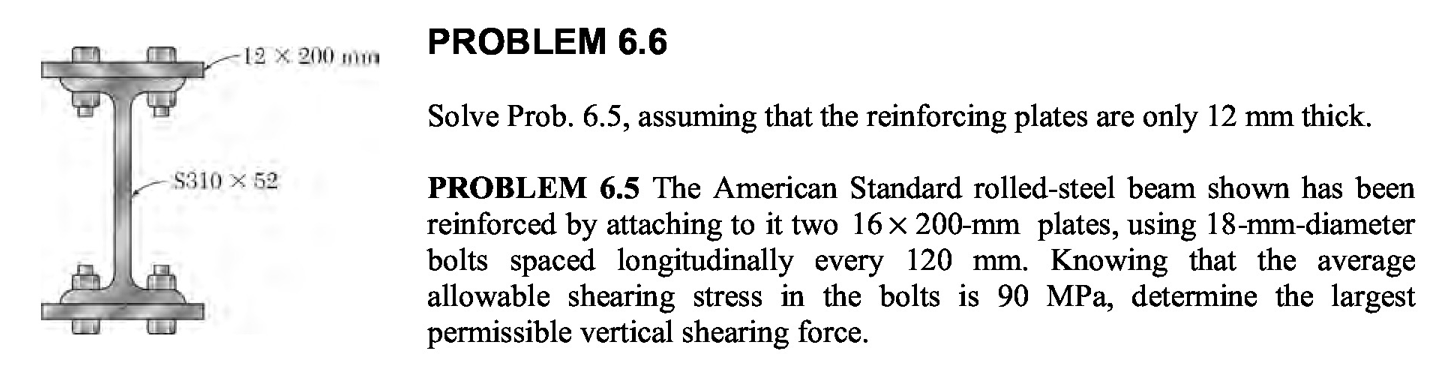 PROBLEM 6.6
12 × 200 mm
Solve Prob. 6.5, assuming that the reinforcing plates are only 12 mm thick.
S310 × 52
PROBLEM 6.5 The American Standard rolled-steel beam shown has been
reinforced by attaching to it two 16 × 200-mm plates, using 18-mm-diameter
bolts spaced longitudinally every 120 mm. Knowing that the average
allowable shearing stress in the bolts is 90 MPa, determine the largest
permissible vertical shearing force.